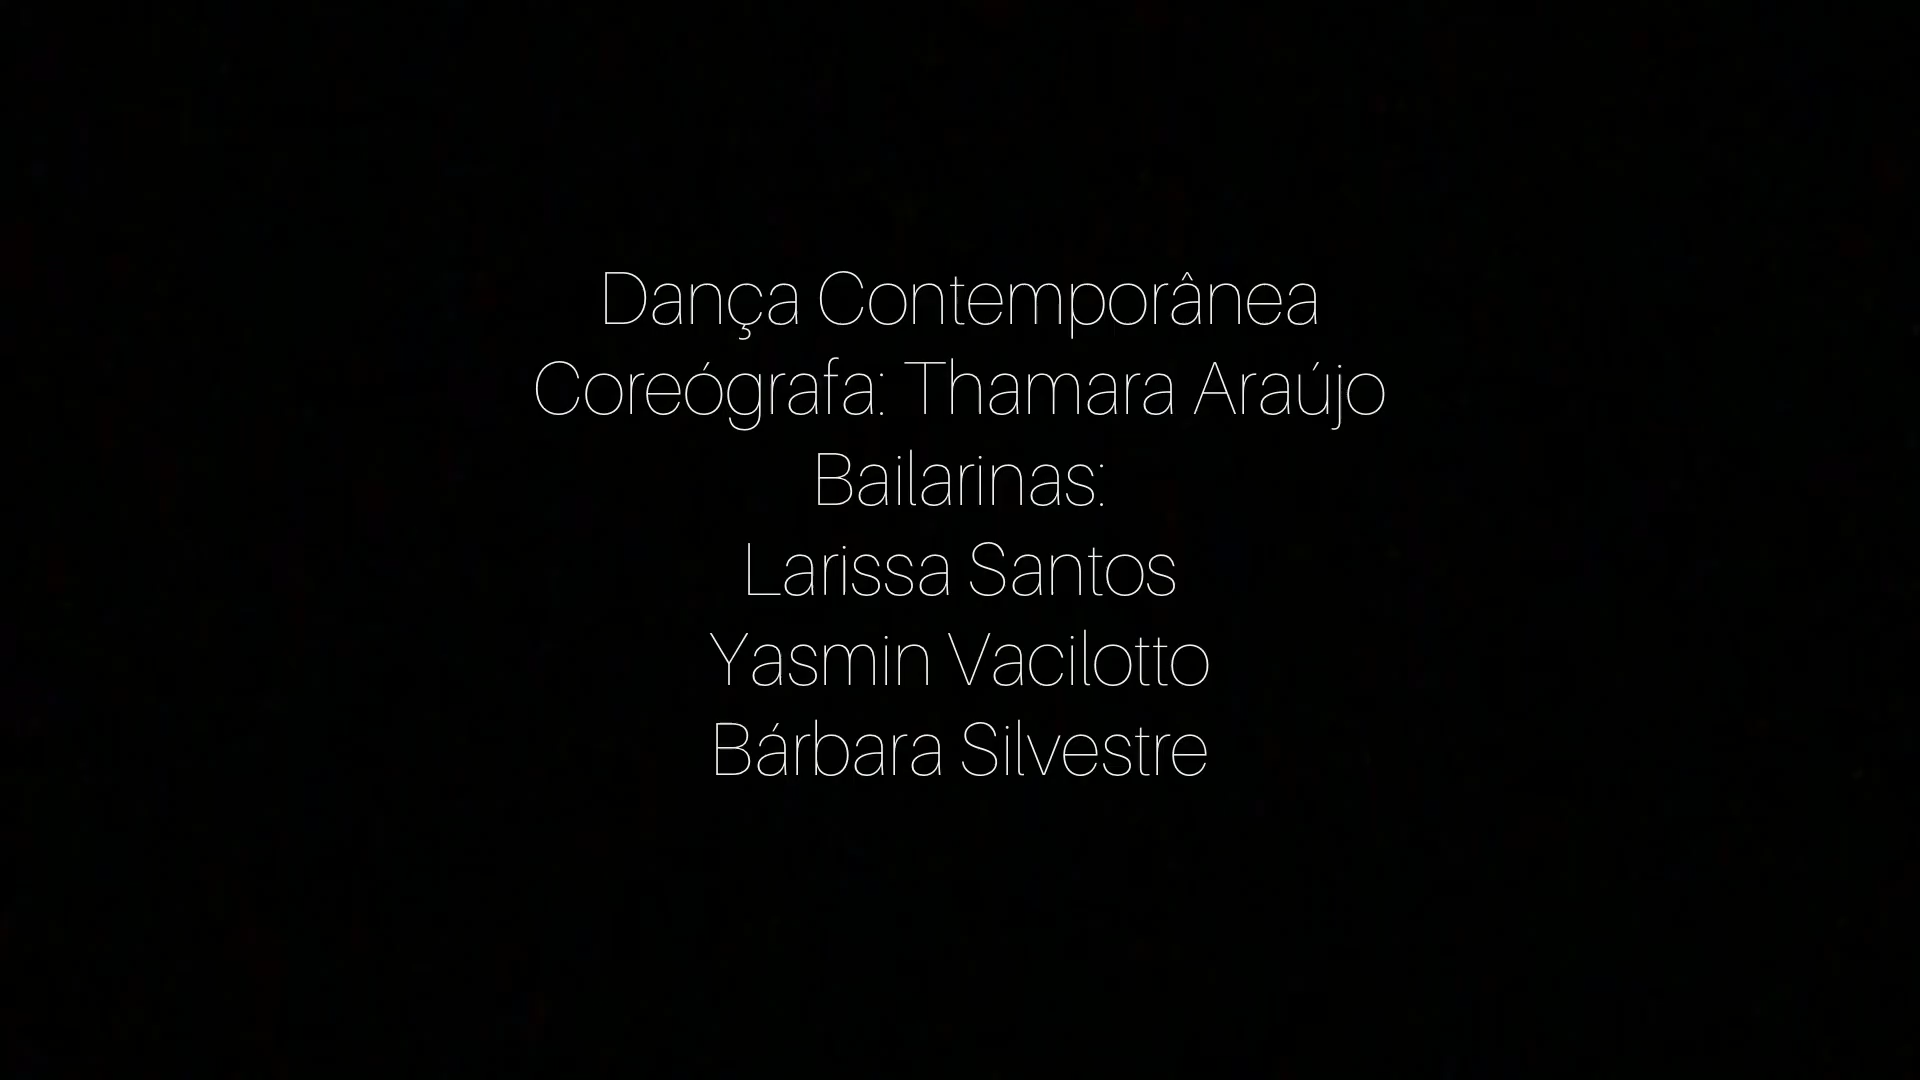 Dança Contemporânea
Coreógrafa: Thamara Araújo
Bailarinas:
Larissa Santos
Yasmin Vacilotto
Bárbara Silvestre